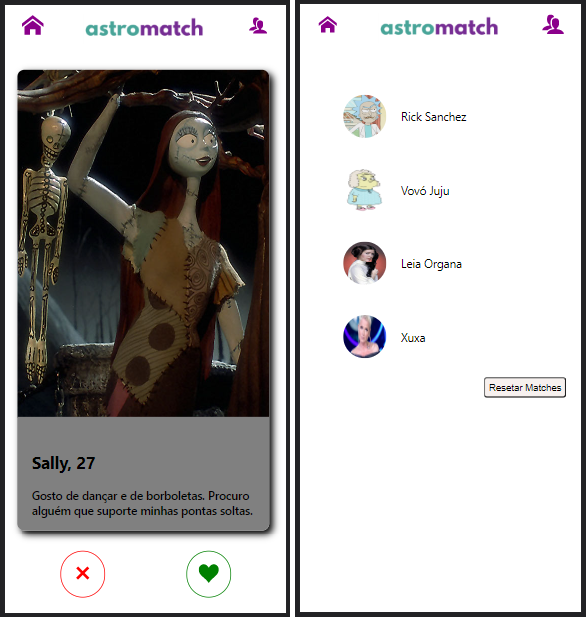 astromatch
Sally, 27
Gosto de dançar e de borboletas. Procuro
alguém que suporte minhas pontas soltas.
astromatch
Rick Sanchez
Vovó Juju
Leia Organa
Xuxa
Resetar Matches